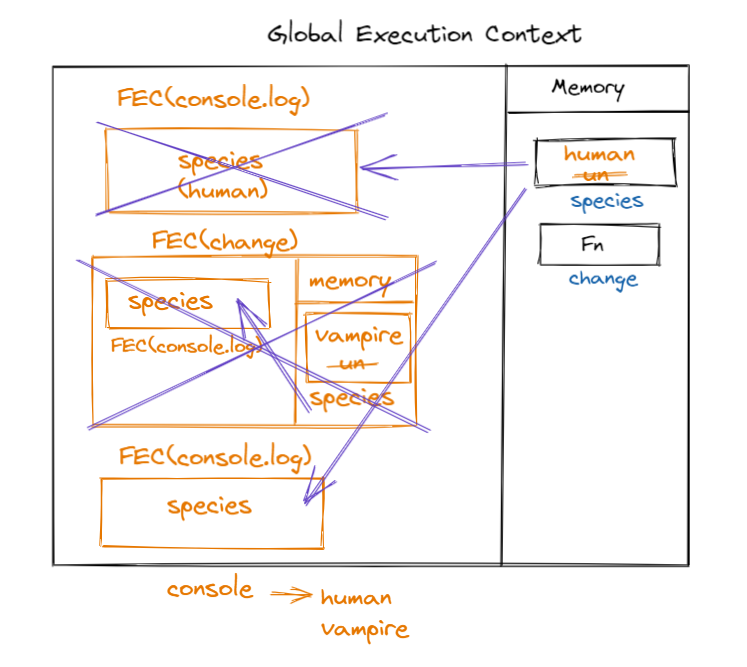 Global Execution Context
FEC(console.log)
species
(human)
FEC(change)
species
FEC(console.log)
memory
vampire
un
species
FEC(console.log)
species
Memory
human
un
species
Fn
change
console
human
vampire